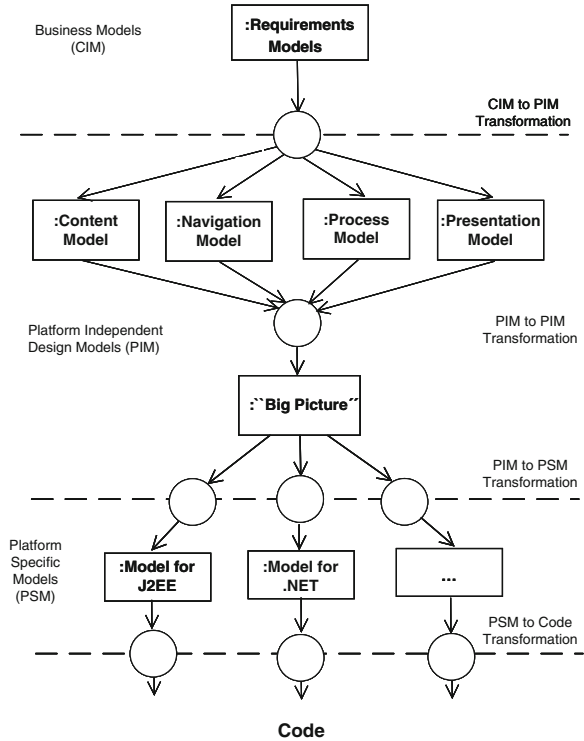 Business Models
(CIM)
:Requirements
Models
CIM to PIM
Transformation
:Content
Model
:Navigation
Model
:Process
Model
:Presentation
Model
Platform Independent
Design Models (PIM)
PIM to PIM
Transformation
:``Big Picture´´
PIM to PSM
Transformation
Platform
Specific
Models
(PSM)
:Model for
J2EE
:Model for
.NET
...
PSM to Code
Transformation
Code